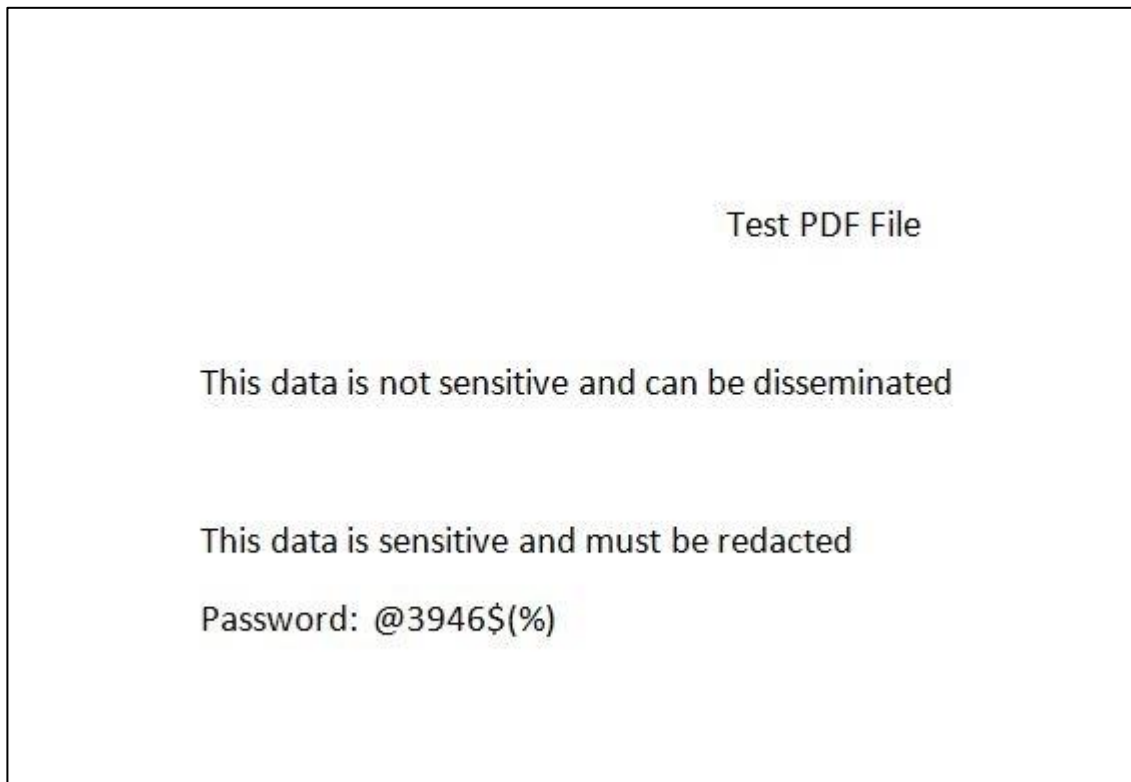 Test PDF File
This data is not sensitive and can be disseminated
This data is sensitive and must be redacted
Password: @3946$(%)